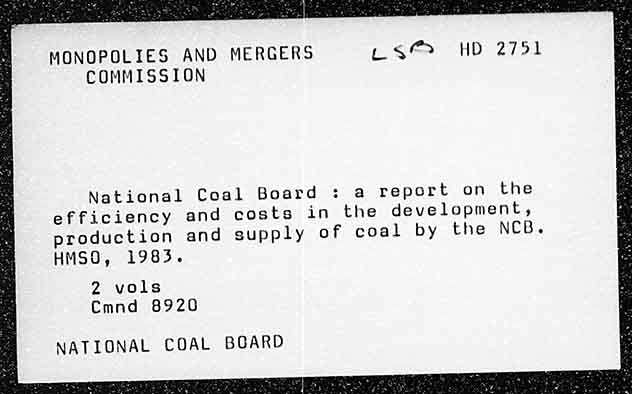 MONOPOLIES AND MERGERS LSB HD 2751
COMMISSION
National Coal Board : a report on the
efficiency and costs in the development,
production and supply of coal by the NCB.
HMSO, 1983.
2 vols
Cmnd 8920
NATIONAL COAL BOARD